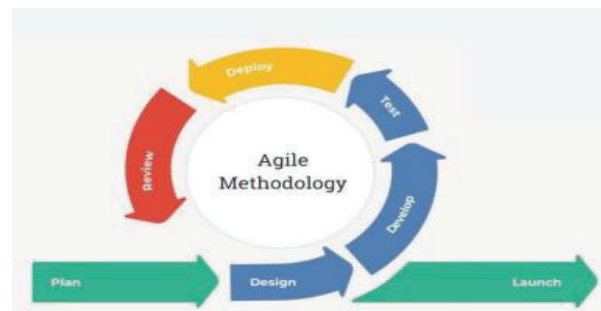 Deploy
Test
Review
Agile
Methodology
Develop
Plan
Design
Launch